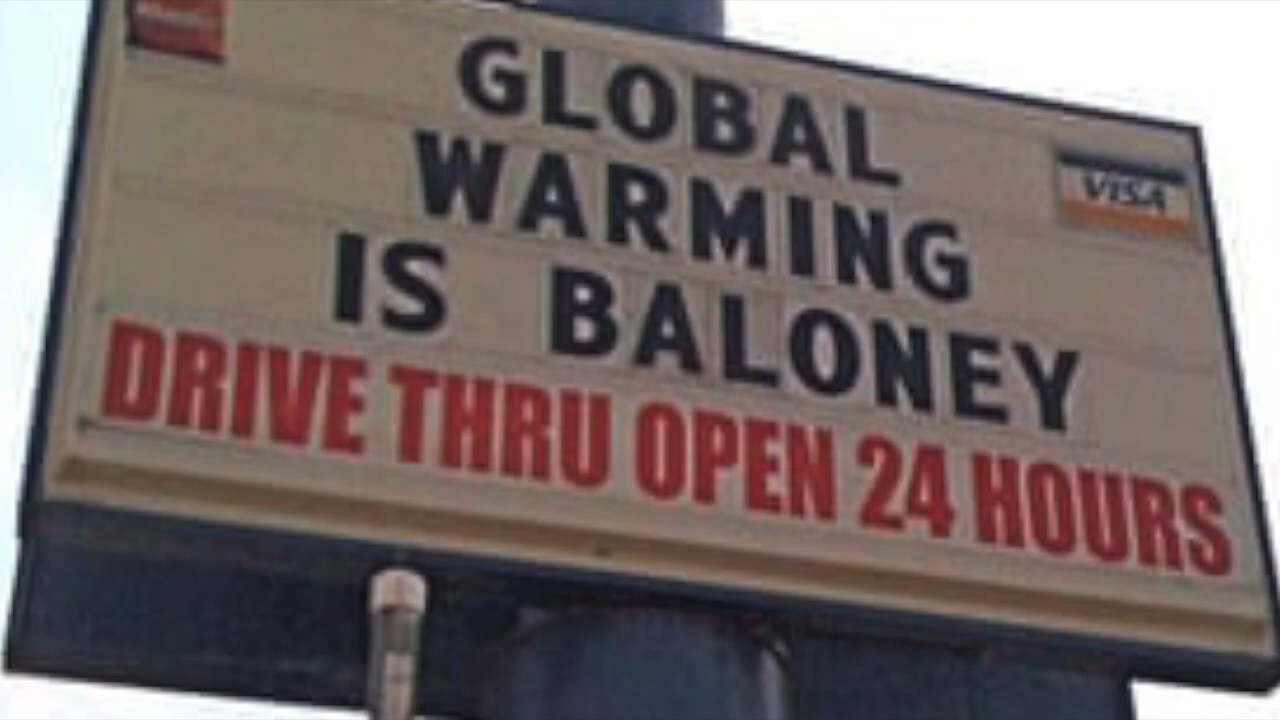 GLOBAL
WARMING
IS BALONEY
VISA
DRIVE THRU OPEN 24 HOURS